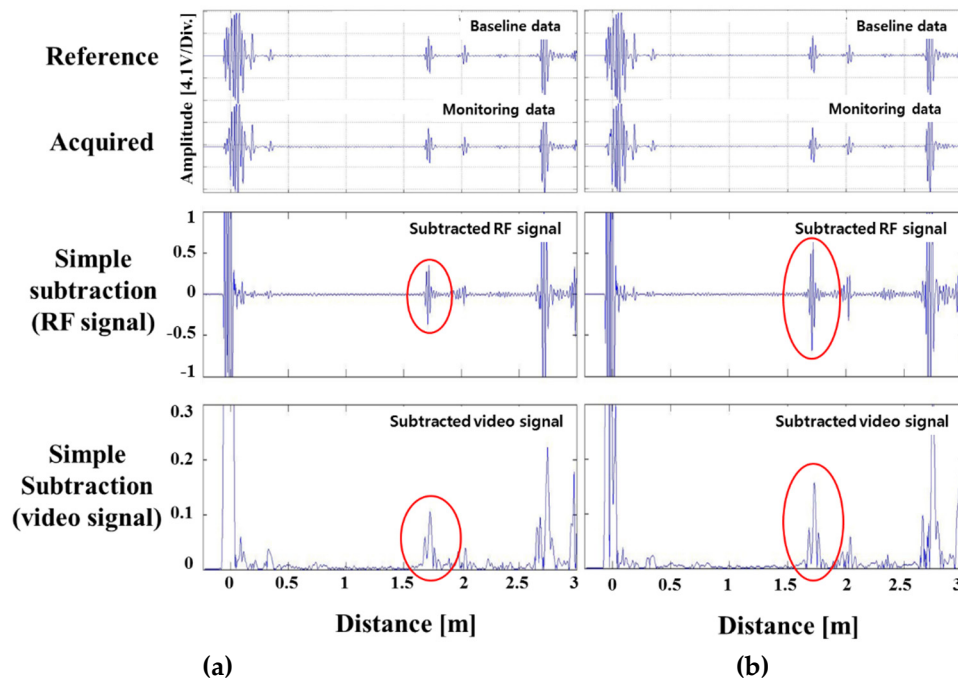 Reference
Acquired
Amplitude [4.1V/Div.]
Baseline data
Monitoring data
Baseline data
Monitoring data
Simple
subtraction
(RF signal)
1
0.5
0
-0.5
-1
Subtracted RF signal
Subtracted RF signal
Simple
Subtraction
(video signal)
0.3
0.2
0.1
0
Subtracted video signal
Subtracted video signal
0 0.5 1 1.5 2 2.5 3
0 0.5 1 1.5 2 2.5 3
Distance [m]
Distance [m]
(a)
(b)